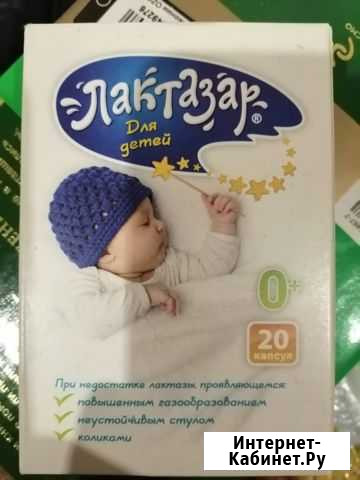 Лактазар®
Для
детей
0+
20
капсул
При недостатке лактазы, проявляющемся:
повышенным газообразованием
неустойчивым стулом
коликами
Интернет-
Кабинет.Ру